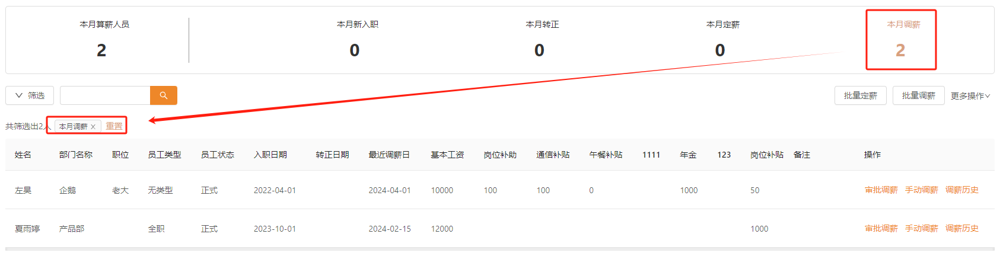 本月算薪人员 本月新入职 本月转正 本月定薪 本月调薪
2 0 0 0 2
筛选 批量定薪 批量调薪 更多操作
共筛选出2人 本月调薪 X 重置
姓名 部门名称 职位 员工类型 员工状态 入职日期 转正日期 最近调薪日 基本工资 岗位补助 通信补贴 午餐补贴 1111 年金 123 岗位补贴 备注 操作
左昊 企鹅 老大 无类型 正式 2022-04-01 2024-04-01 10000 100 100 0 1000 50 审批调薪 手动调薪 调薪历史
夏雨婷 产品部 全职 正式 2023-10-01 2024-02-15 12000 1000 审批调薪 手动调薪 调薪历史